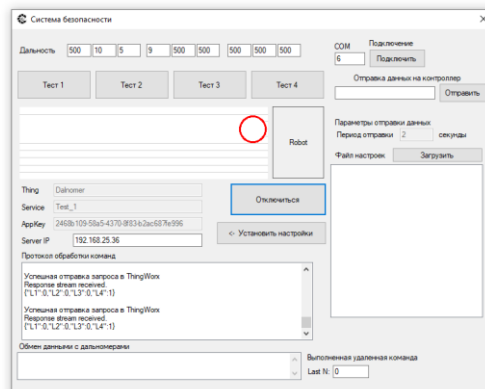 Система безопасности
Дальность 500 10 5 9 500 500 500 500 500
COM
6
Подключение
Подключить
Отправка данных на контроллер
Отправить
Тест 1 Тест 2 Тест 3 Тест 4
Robot
Параметры отправки данных
Период отправки 2 секунды
Файл настроек Загрузить
Thing Dalnomer
Service Test_1
AppKey 2468b109-58a5-4370-8f83-b2ac687fe996
Server IP 192.168.25.36
Отключиться
<- Установить настройки
Протокол обработки команд
Успешная отправка запроса в ThingWorx
Response stream received.
{"L1":0,"L2":0,"L3":0,"L4":1}
Успешная отправка запроса в ThingWorx
Response stream received.
{"L1":0,"L2":0,"L3":0,"L4":1}
Обмен данными с дальномерами
Выполненная удаленная команда
Last N: 0